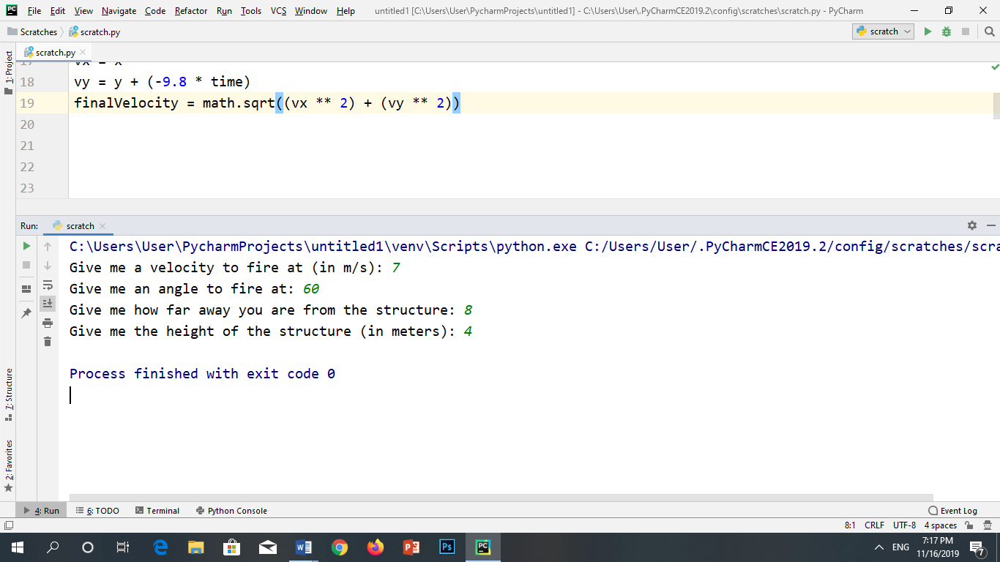 File Edit View Navigate Code Refactor Run Tools VCS Window Help untitled1 [C:\Users\User\PycharmProjects\untitled1] - C:\Users\User\.PyCharmCE2019.2\config\scratches\scratch.py - PyCharm
Scratches scratch.py scratch
1: Project
scratch.py
17 vx = x
18 vy = y + (-9.8 * time)
19 finalVelocity = math.sqrt((vx ** 2) + (vy ** 2))
20
21
22
23
Run: scratch
C:\Users\User\PycharmProjects\untitled1\venv\Scripts\python.exe C:/Users/User/.PyCharmCE2019.2/config/scratches/scra
Give me a velocity to fire at (in m/s): 7
Give me an angle to fire at: 60
Give me how far away you are from the structure: 8
Give me the height of the structure (in meters): 4
Process finished with exit code 0
7: Structure
2: Favorites
4: Run 6: TODO Terminal Python Console Event Log
8:1 CRLF UTF-8 4 spaces
ENG 7:17 PM
11/16/2019 7